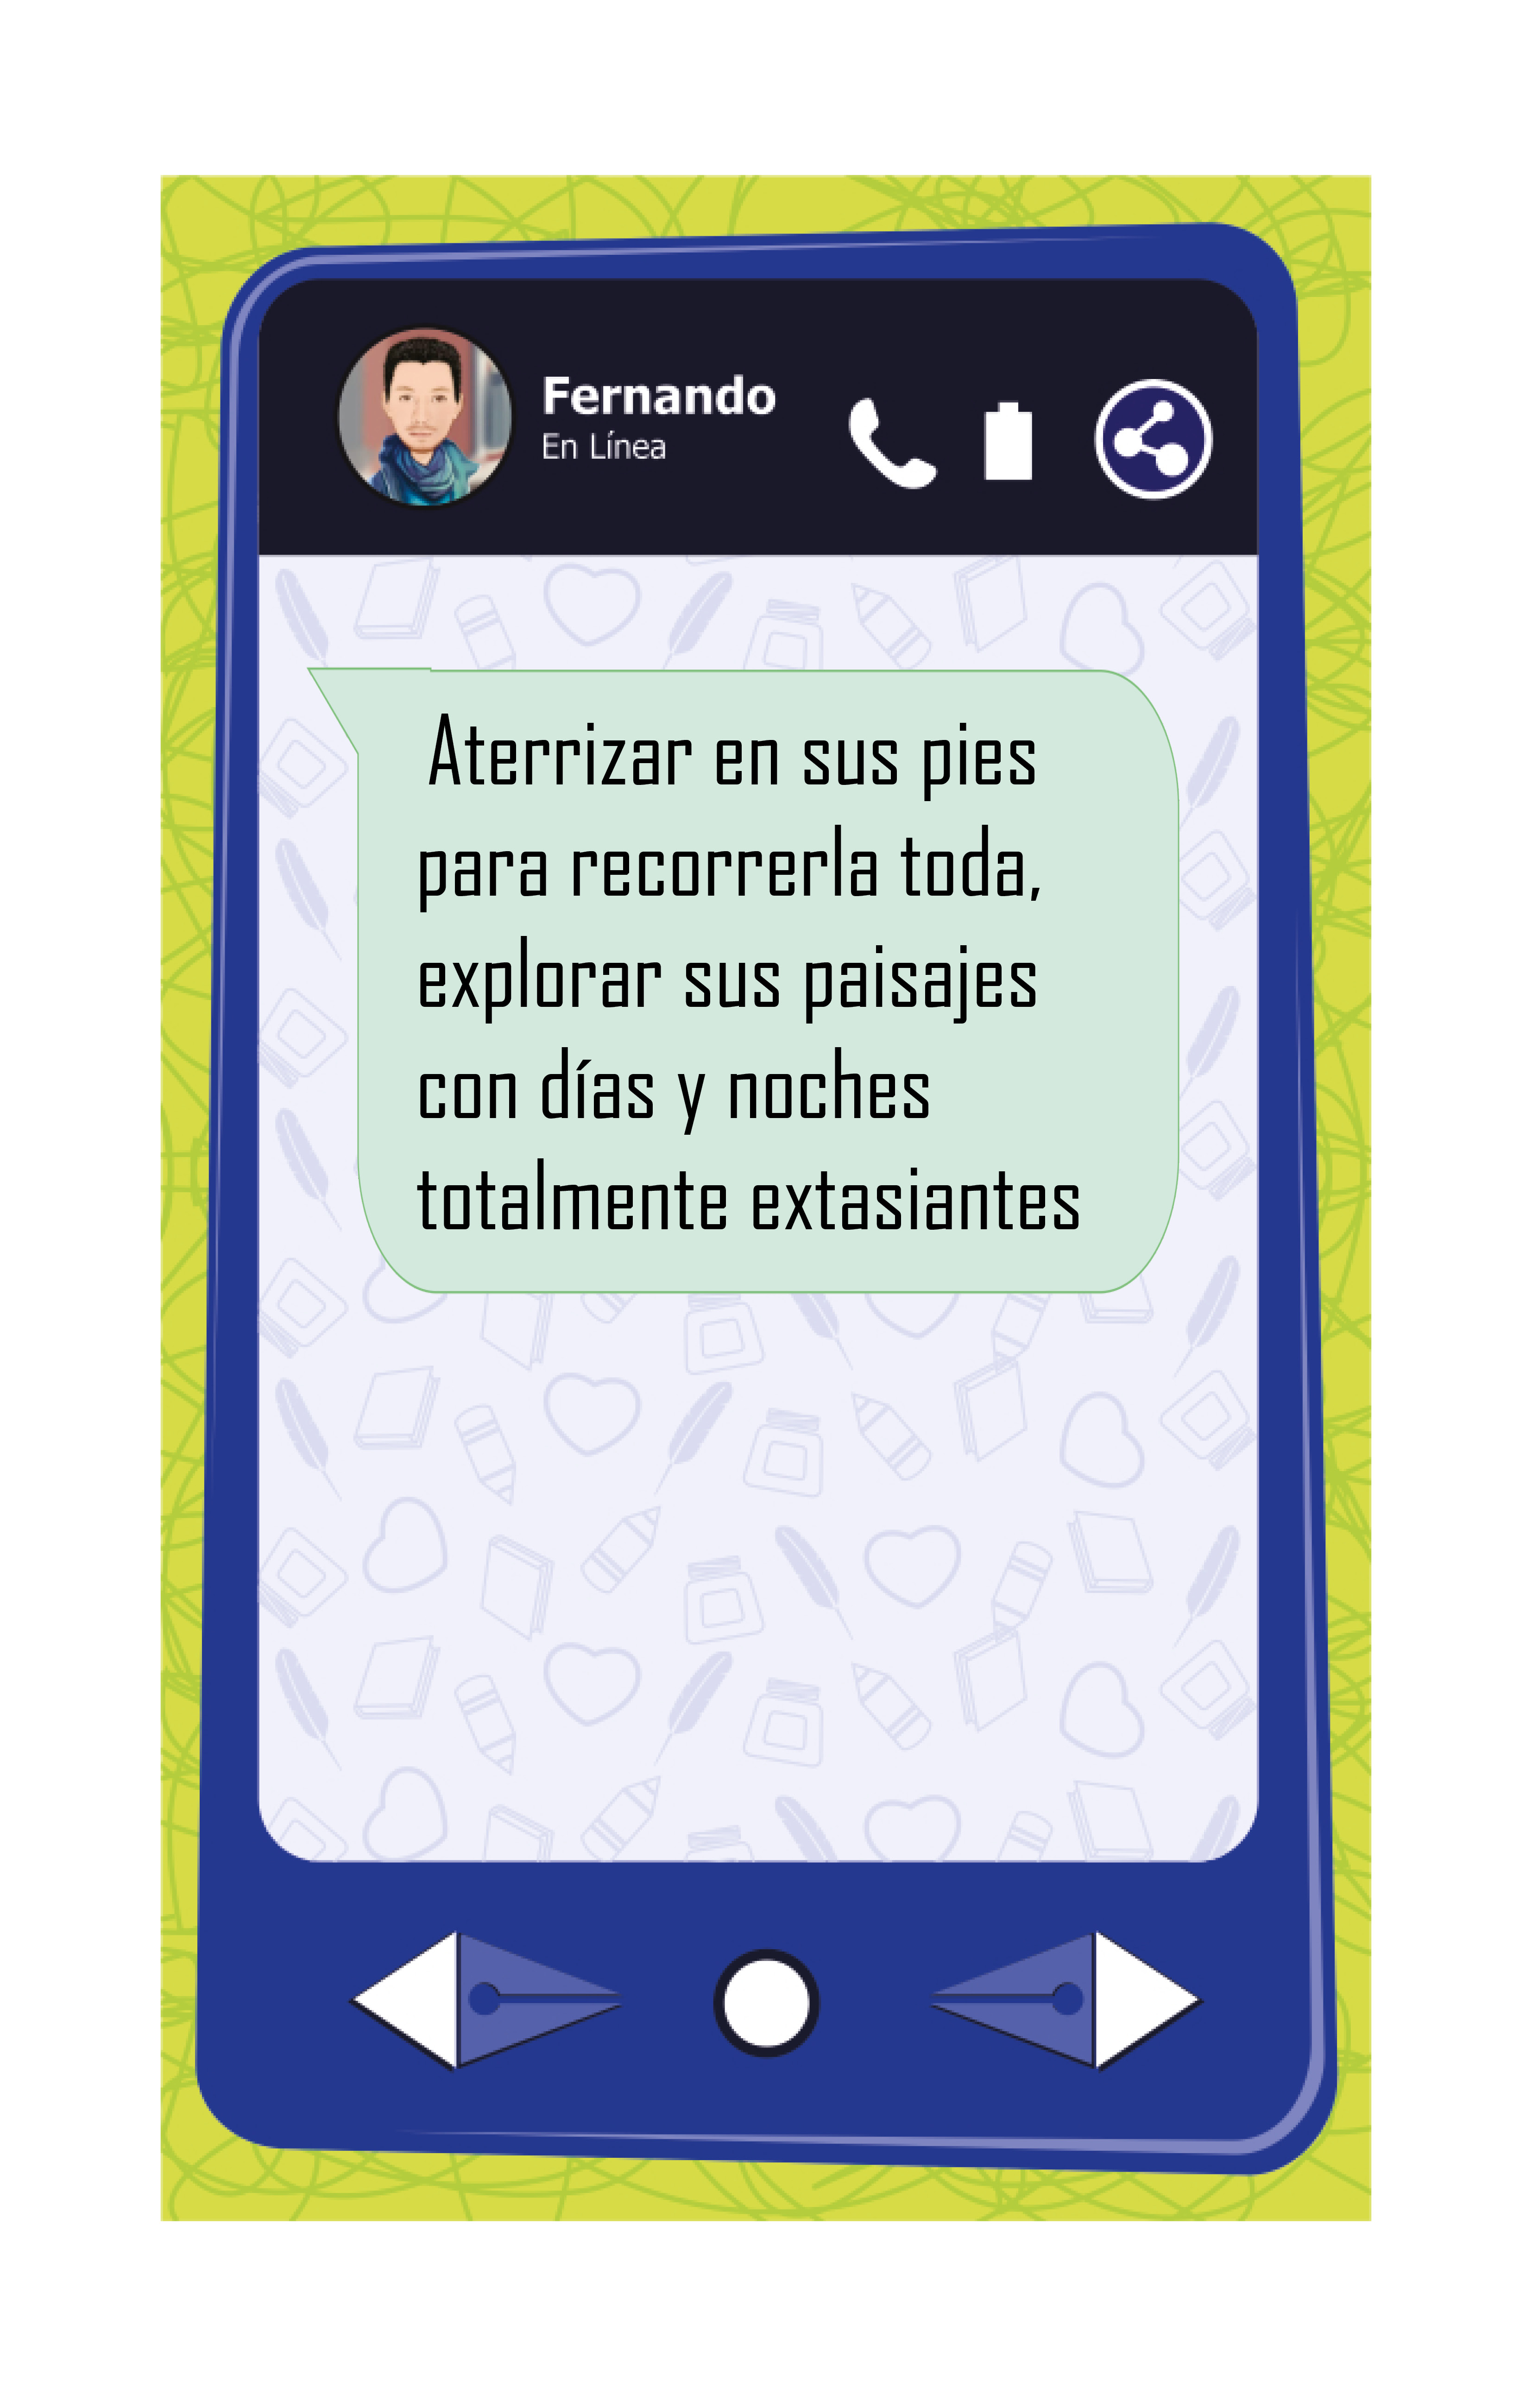 Fernando
En Línea
Aterrizar en sus pies
para recorrerla toda,
explorar sus paisajes
con días y noches
totalmente extasiantes